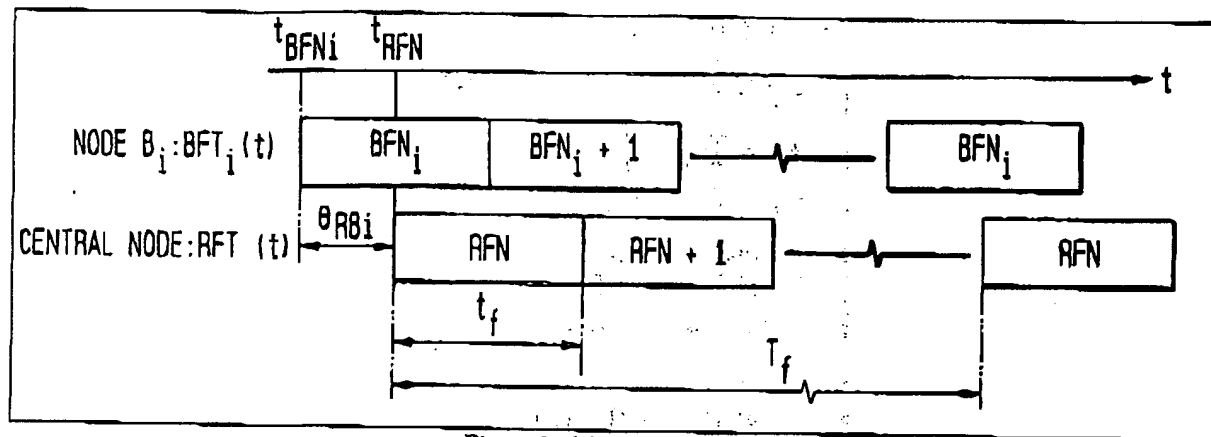 t_BFNi t_RFN
t
NODE B_i:BFT_i(t) BFN_i BFN_i + 1 BFN_i
θ_RBi
CENTRAL NODE:RFT (t) RFN RFN + 1 RFN
t_f
T_f